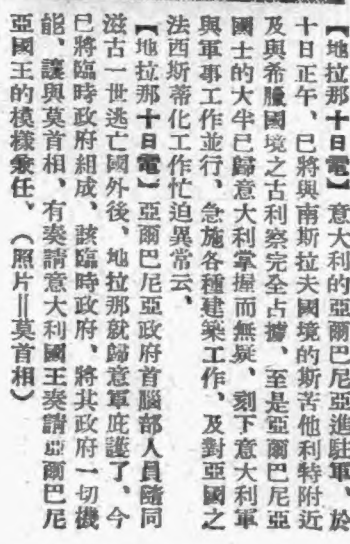 【地拉那十日電】意大利的亞爾巴尼亞進駐軍、於
十日正午、已將與南斯拉夫國境的斯苦他利特附近
及與希臘國境之古利察完全占據、至是亞爾巴尼亞
國土的大半已歸意大利掌握而無疑、刻下意大利軍
與軍事工作並行、急施各種建築工作、及對亞國之
法西斯蒂化工作忙迫異常云、
【地拉那十日電】亞爾巴尼亞政府首腦部人員隨同
滋古一世逃亡國外後、地拉那就歸意軍庇護了、今
已將臨時政府組成、該臨時政府、將其政府一切機
能、讓與莫首相、有奏請意大利國王奏請亞爾巴尼
亞國王的模樣兼任、（照片‖莫首相）